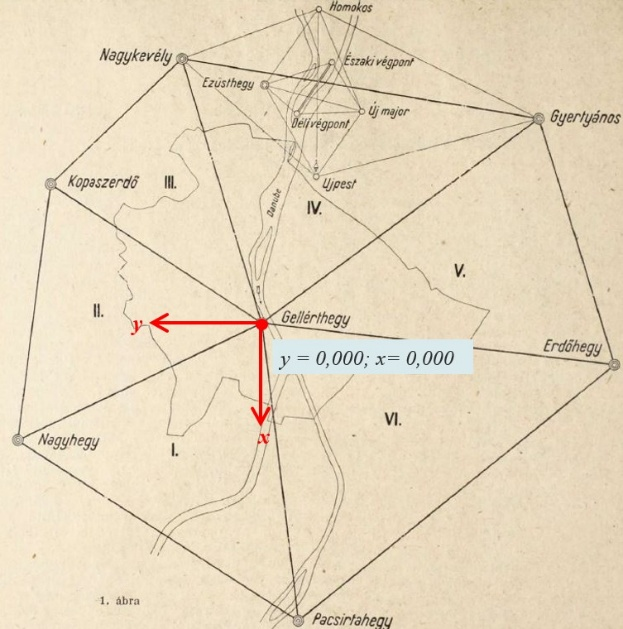 Homokos
Nagykevély
Északi végpont
Ezüsthegy
Új major
Déli végpont
Gyertyános
Ujpest
Kopaszerdő
III.
Danube
IV.
V.
II.
y
Gellérthegy
Erdőhegy
y = 0,000; x= 0,000
VI.
x
Nagyhegy
I.
1. ábra
Pacsirtahegy